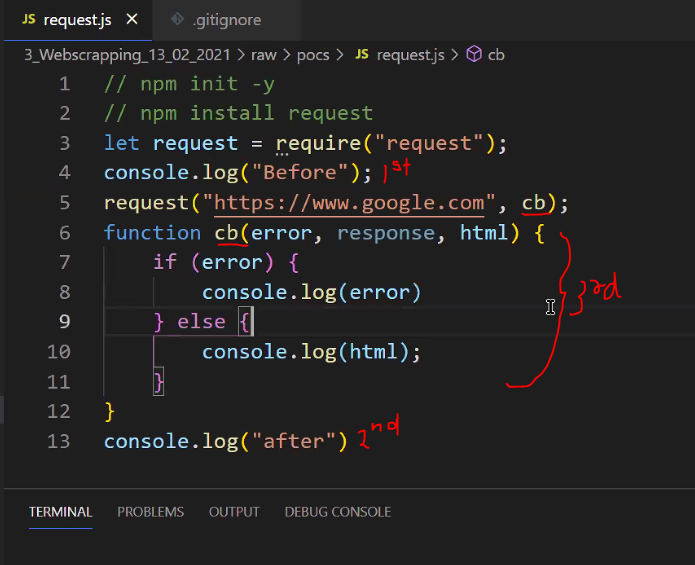 JS request.js × .gitignore
3_Webscrapping_13_02_2021 > raw > pocs > JS request.js > cb
1 // npm init -y
2 // npm install request
3 let request = require("request");
4 console.log("Before"); 1st
5 request("https://www.google.com", cb);
6 function cb(error, response, html) {
7 if (error) {
8 console.log(error)
9 } else {
10 console.log(html);
11 }
12 }
13 console.log("after") 2nd
3rd
TERMINAL PROBLEMS OUTPUT DEBUG CONSOLE